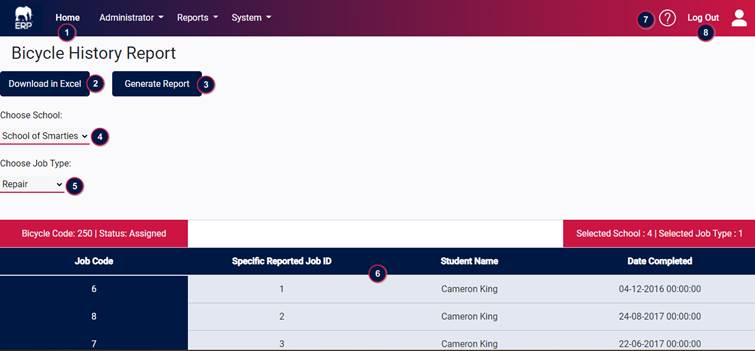 ERP
Home Administrator Reports System
7 ? Log Out
1 8
Bicycle History Report
Download in Excel 2 Generate Report 3
Choose School:
School of Smarties 4
Choose Job Type:
Repair 5
Bicycle Code: 250 | Status: Assigned Selected School : 4 | Selected Job Type : 1
Job Code Specific Reported Job ID Student Name Date Completed
6
6 1 Cameron King 04-12-2016 00:00:00
8 2 Cameron King 24-08-2017 00:00:00
7 3 Cameron King 22-06-2017 00:00:00